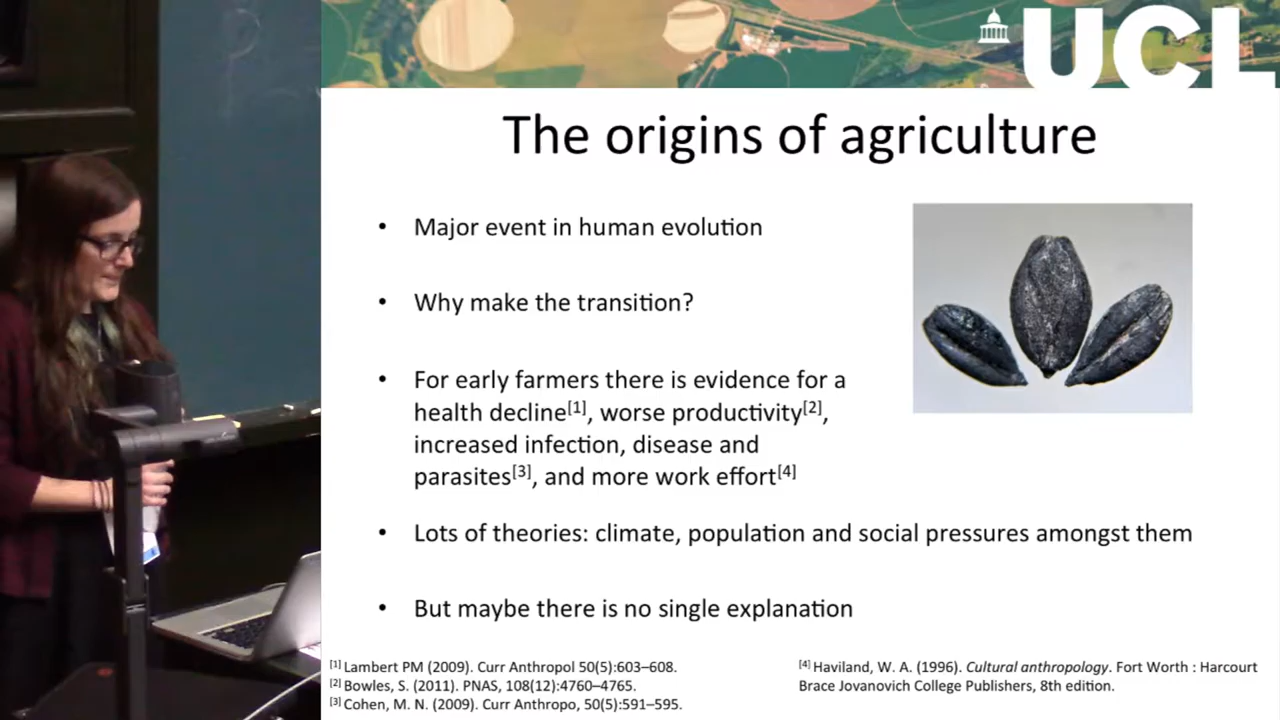 UCL
The origins of agriculture
• Major event in human evolution
• Why make the transition?
• For early farmers there is evidence for a
health decline[1], worse productivity[2],
increased infection, disease and
parasites[3], and more work effort[4]
• Lots of theories: climate, population and social pressures amongst them
• But maybe there is no single explanation
[1] Lambert PM (2009). Curr Anthropol 50(5):603–608.
[2] Bowles, S. (2011). PNAS, 108(12):4760–4765.
[3] Cohen, M. N. (2009). Curr Anthropo, 50(5):591–595.
[4] Haviland, W. A. (1996). Cultural anthropology. Fort Worth : Harcourt
Brace Jovanovich College Publishers, 8th edition.